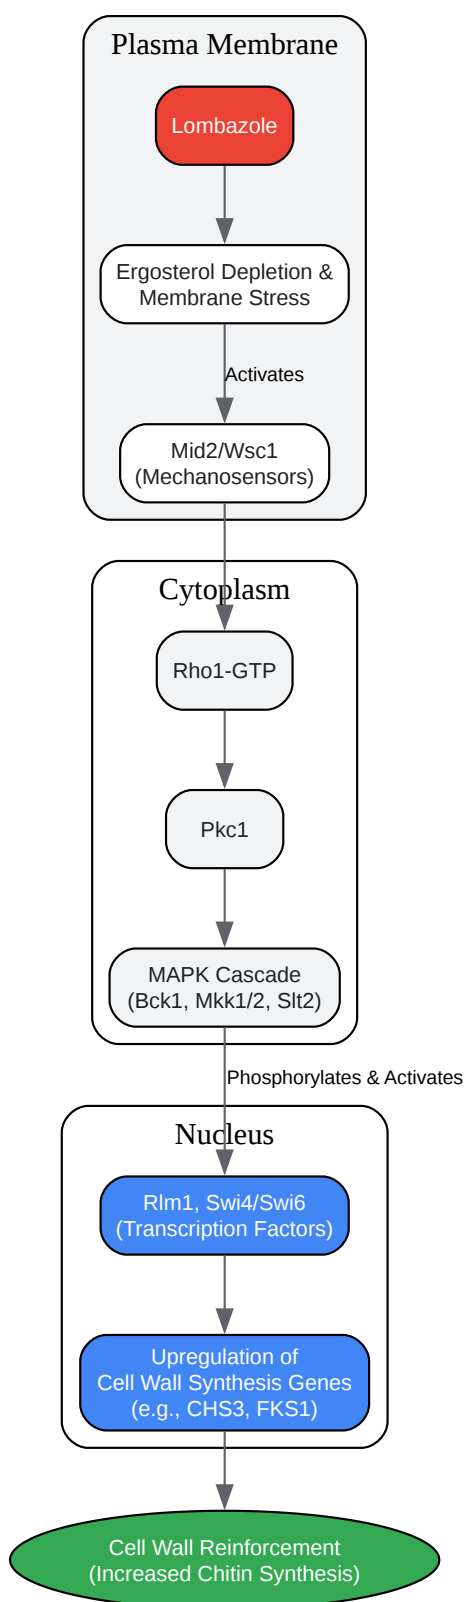 Plasma Membrane
Lombazole
Ergosterol Depletion &
Membrane Stress
Activates
Mid2/Wsc1
(Mechanosensors)
Cytoplasm
Rho1-GTP
Pkc1
MAPK Cascade
(Bck1, Mkk1/2, Slt2)
Phosphorylates & Activates
Nucleus
Rlm1, Swi4/Swi6
(Transcription Factors)
Upregulation of
Cell Wall Synthesis Genes
(e.g., CHS3, FKS1)
Cell Wall Reinforcement
(Increased Chitin Synthesis)